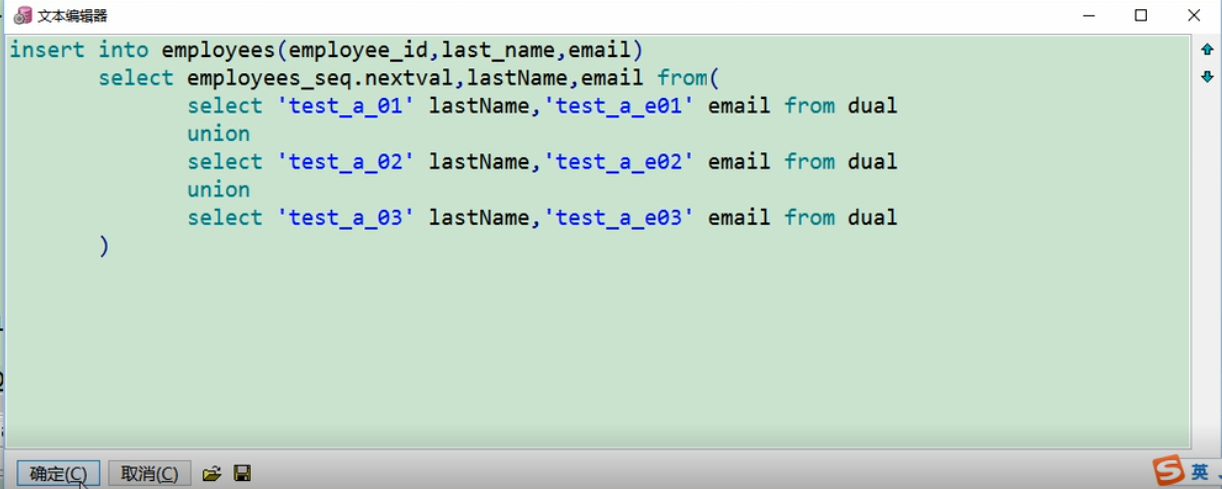 文本编辑器
insert into employees(employee_id,last_name,email)
select employees_seq.nextval,lastName,email from(
select 'test_a_01' lastName,'test_a_e01' email from dual
union
select 'test_a_02' lastName,'test_a_e02' email from dual
union
select 'test_a_03' lastName,'test_a_e03' email from dual
)
确定(C) 取消(C)
英